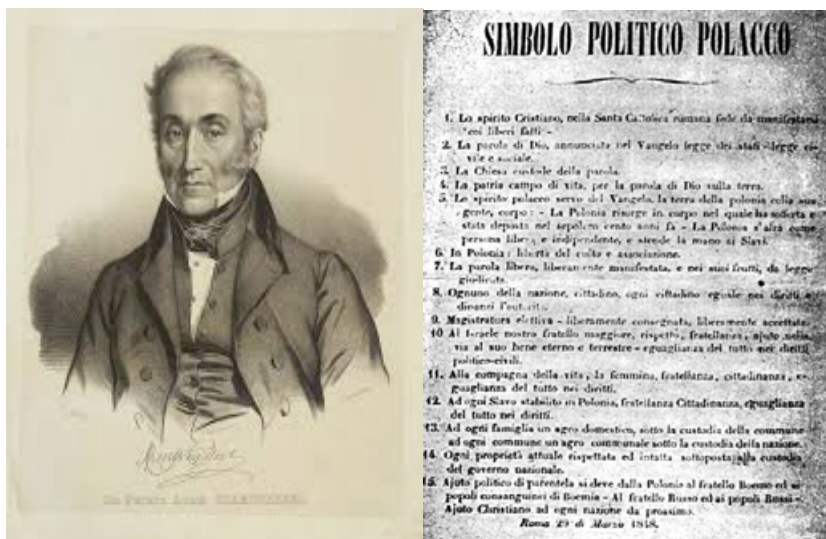 SIMBOLO POLITICO POLACCO
1. Lo spirito Cristiano, nella Santa Cattolica romana fede da manifestarsi
coi liberi fatti -
2. La parola di Dio, annunciata nel Vangelo legge dei stati - legge ci-
vile e sociale.
3. La Chiesa custode della parola.
4. La patria campo di vita, per la parola di Dio sulla terra.
5. Lo spirito polacco servo del Vangelo, la terra della polonia colla sua
gente, corpo: - La Polonia risorge in corpo nel quale ha sofferta e
stata deposta nel sepolcro cento anni fa - La Polonia s'alza come
persona libera, e indipendente, e stende la mano ai Slavi.
6. In Polonia: libertà del culto e associazione.
7. La parola libera, liberamente manifestata, e nei suoi frutti, da legge
giudicata.
8. Ognuno della nazione, cittadino, ogni cittadino eguale nei diritti e
dinanzi l'autorità.
9. Magistratura elettiva - liberamente consegnata, liberamente accettata.
10 Al Israele nostro fratello maggiore, rispetto, fratellanza, ajuto nella
via al suo bene eterno e terrestre - eguaglianza del tutto nei diritti
politico-civili.
11. Alla compagna della vita, la femmina, fratellanza, cittadinanza, e-
guaglianza del tutto nei diritti.
12. Ad ogni Slavo stabilito in Polonia, fratellanza Cittadinanza, eguaglianza
del tutto nei diritti.
13. Ad ogni famiglia un agro domestico, sotto la custodia della commune
ad ogni commune un agro communale sotto la custodia della nazione.
14. Ogni proprietà attuale rispettata ed intatta sottoposta alla custodia
del governo nazionale.
15. Ajuto politico di parentela si deve dalla Polonia al fratello Boemo ed ai
popoli consanguinei di Boemia - Al fratello Russo ed ai popoli Russi -
Ajuto Christiano ad ogni nazione da prossimo.
Roma 29 di Marzo 1848.